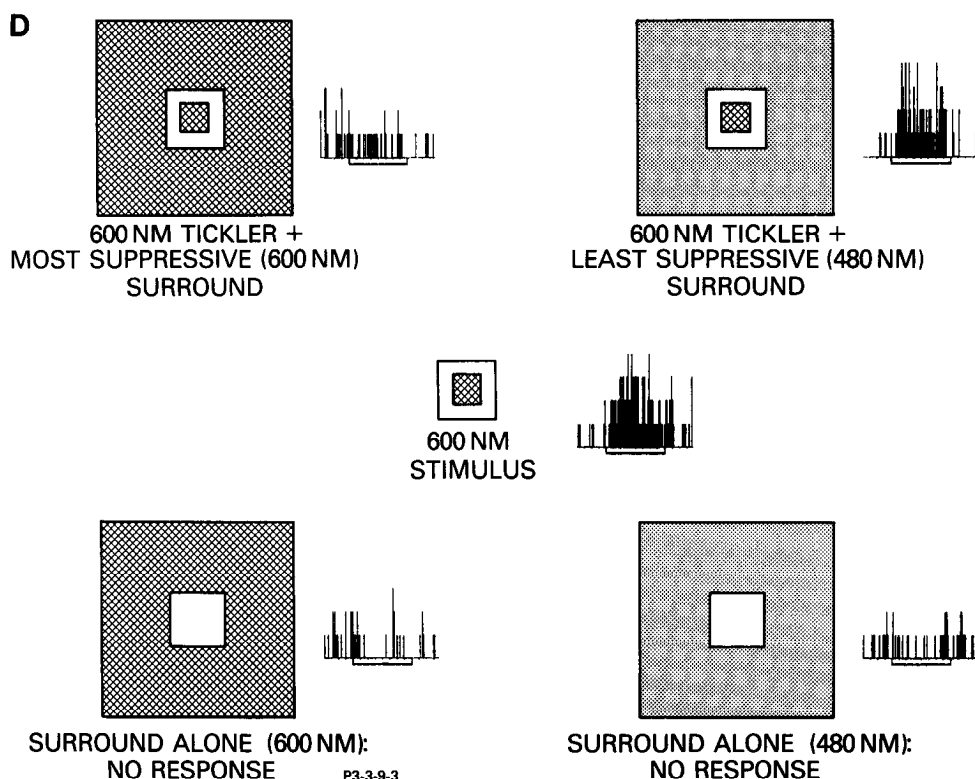 D
600 NM TICKLER +
MOST SUPPRESSIVE (600 NM)
SURROUND
600 NM TICKLER +
LEAST SUPPRESSIVE (480 NM)
SURROUND
600 NM
STIMULUS
SURROUND ALONE (600 NM):
NO RESPONSE
P3-3-9-3
SURROUND ALONE (480 NM):
NO RESPONSE